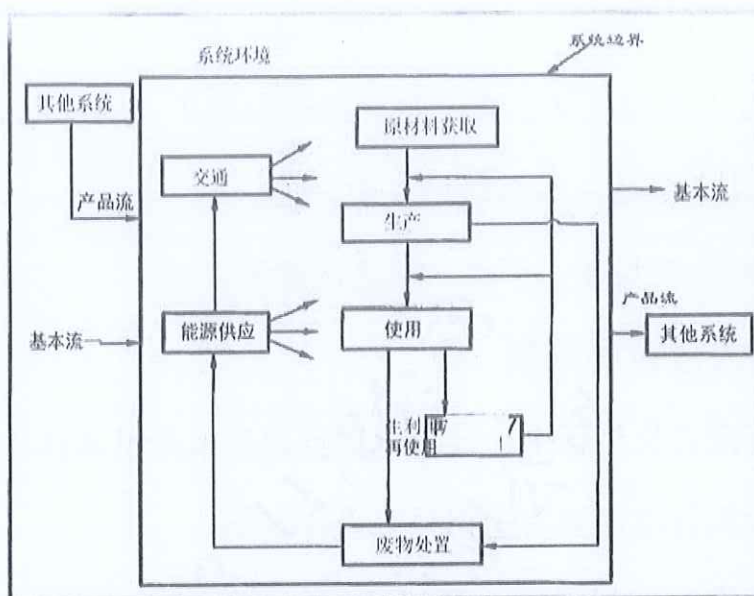 系统环境
系统边界
其他系统
原材料获取
交通
产品流
基本流
生产
产品流
基本流
能源供应
使用
其他系统
再使用
废物处置